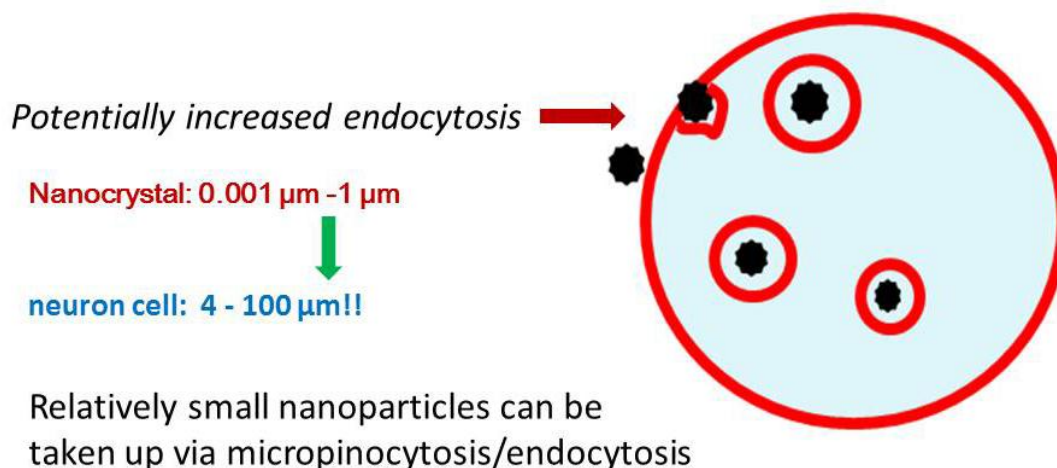 Potentially increased endocytosis
Nanocrystal: 0.001 µm -1 µm
neuron cell: 4 - 100 µm!!
Relatively small nanoparticles can be
taken up via micropinocytosis/endocytosis